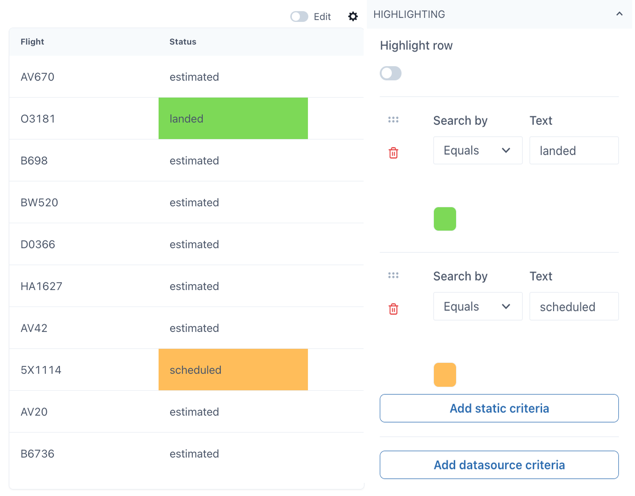 Edit
Flight Status
AV670 estimated
O3181 landed
B698 estimated
BW520 estimated
D0366 estimated
HA1627 estimated
AV42 estimated
5X1114 scheduled
AV20 estimated
B6736 estimated
HIGHLIGHTING
Highlight row
Search by Text
Equals landed
Search by Text
Equals scheduled
Add static criteria
Add datasource criteria